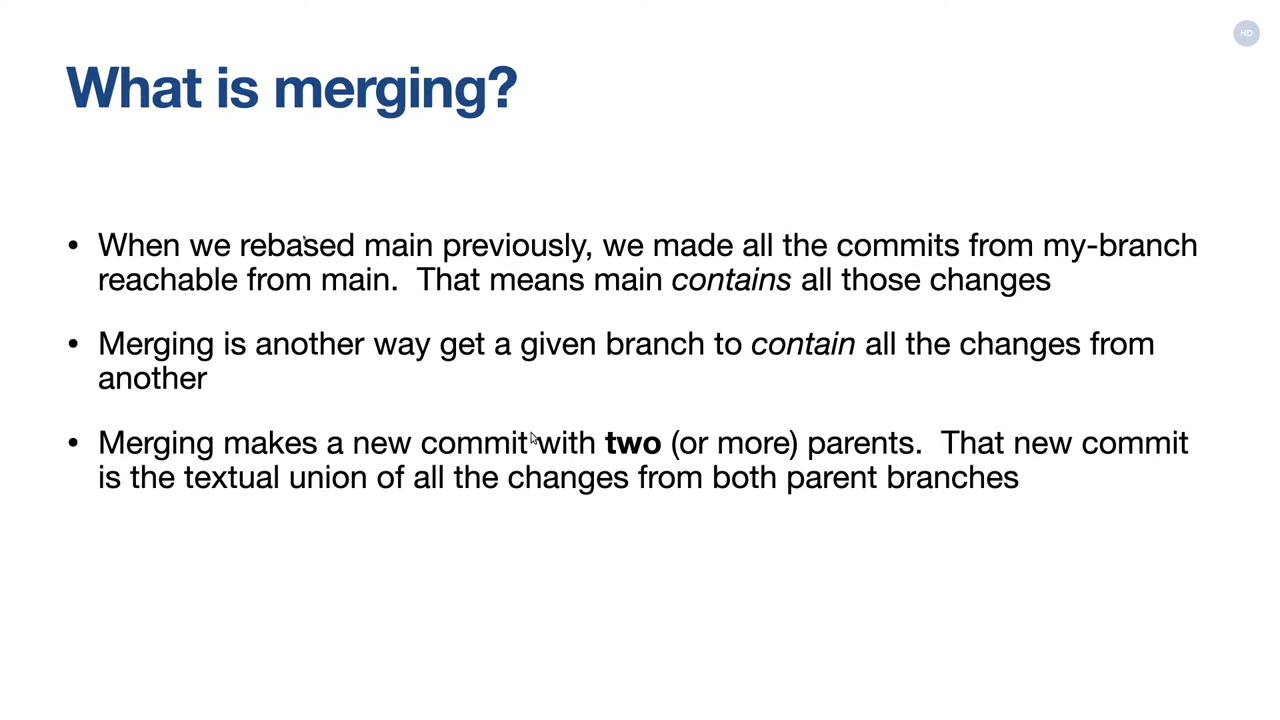 HD
What is merging?
• When we rebased main previously, we made all the commits from my-branch
reachable from main.  That means main contains all those changes
• Merging is another way get a given branch to contain all the changes from
another
• Merging makes a new commit with two (or more) parents.  That new commit
is the textual union of all the changes from both parent branches